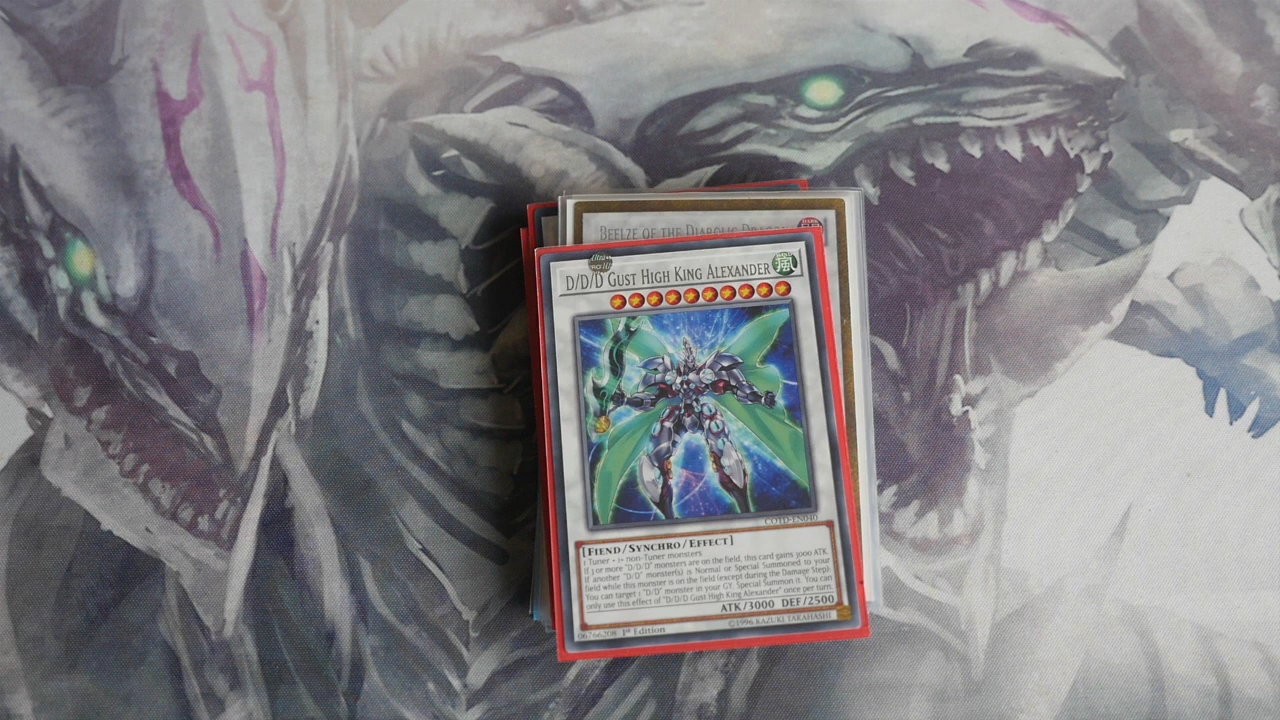 BEELZE OF THE DIABOLIC DRAGO
D/D/D GUST HIGH KING ALEXANDER
風
COTD-EN040
[FIEND/SYNCHRO/EFFECT]
1 Tuner + 1+ non-Tuner monsters
If 3 or more "D/D/D" monsters are on the field, this card gains 3000 ATK.
If another "D/D" monster(s) is Normal or Special Summoned to your
field while this monster is on the field (except during the Damage Step):
You can target 1 "D/D" monster in your GY, Special Summon it. You can
only use this effect of "D/D/D Gust High King Alexander" once per turn.
ATK/3000 DEF/2500
06766208 1st Edition
©1996 KAZUKI TAKAHASHI